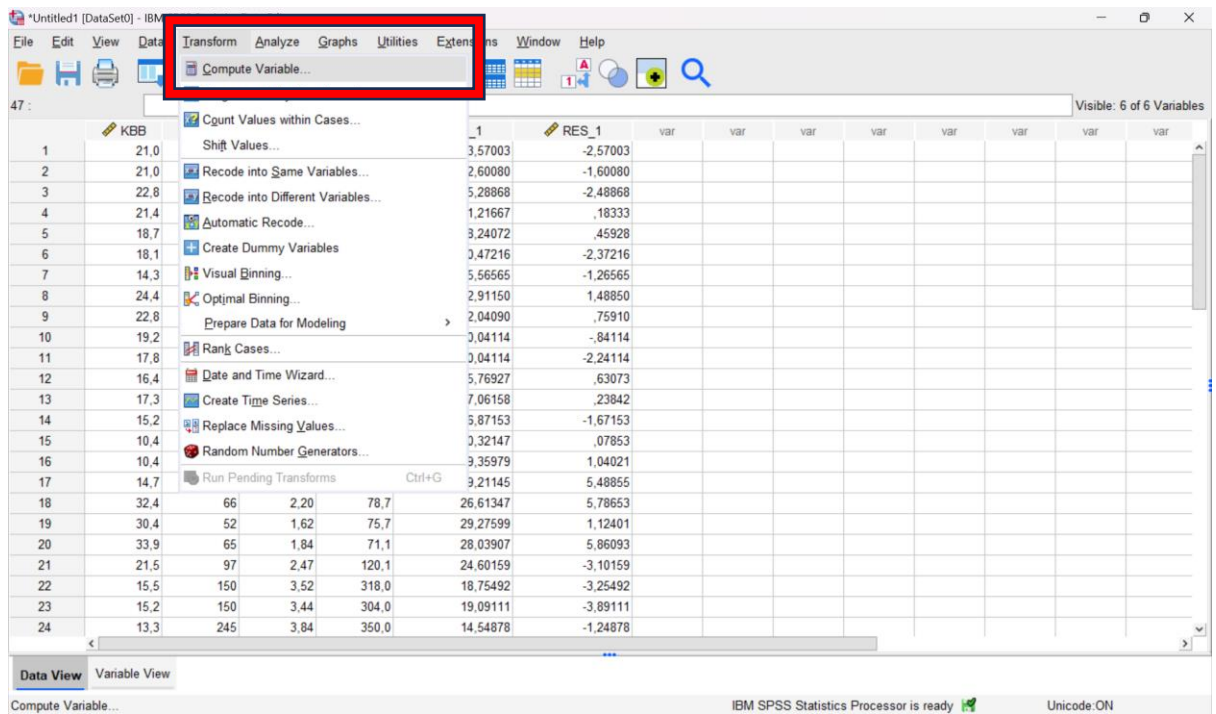 *Untitled1 [DataSet0] - IBM
File Edit View Data Transform Analyze Graphs Utilities Extens ns Window Help
Compute Variable...
47 :
Visible: 6 of 6 Variables
KBB _1 RES_1 var var var var var var var var
Count Values within Cases...
Shift Values...
Recode into Same Variables...
Recode into Different Variables...
Automatic Recode...
Create Dummy Variables
Visual Binning...
Optimal Binning...
Prepare Data for Modeling
Rank Cases...
Date and Time Wizard...
Create Time Series...
Replace Missing Values...
Random Number Generators...
Run Pending Transforms Ctrl+G
1 21,0 3,57003 -2,57003
2 21,0 2,60080 -1,60080
3 22,8 5,28868 -2,48868
4 21,4 1,21667 ,18333
5 18,7 8,24072 ,45928
6 18,1 0,47216 -2,37216
7 14,3 5,56565 -1,26565
8 24,4 2,91150 1,48850
9 22,8 2,04090 ,75910
10 19,2 0,04114 -,84114
11 17,8 0,04114 -2,24114
12 16,4 5,76927 ,63073
13 17,3 7,06158 ,23842
14 15,2 6,87153 -1,67153
15 10,4 0,32147 ,07853
16 10,4 9,35979 1,04021
17 14,7 9,21145 5,48855
18 32,4 66 2,20 78,7 26,61347 5,78653
19 30,4 52 1,62 75,7 29,27599 1,12401
20 33,9 65 1,84 71,1 28,03907 5,86093
21 21,5 97 2,47 120,1 24,60159 -3,10159
22 15,5 150 3,52 318,0 18,75492 -3,25492
23 15,2 150 3,44 304,0 19,09111 -3,89111
24 13,3 245 3,84 350,0 14,54878 -1,24878
Data View Variable View
Compute Variable... IBM SPSS Statistics Processor is ready Unicode:ON